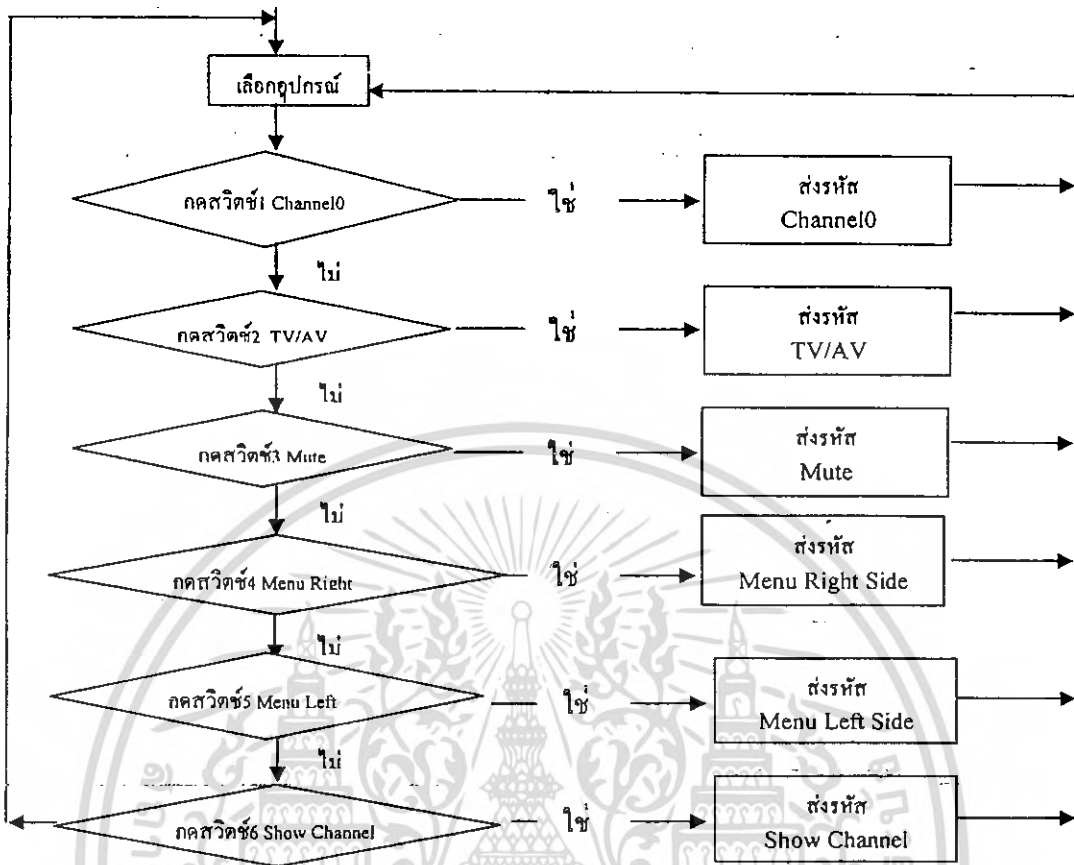 เลือกอุปกรณ์
กดสวิตช์1 Channel0
ใช่
ส่งรหัส
Channel0
ไม่
กดสวิตช์2 TV/AV
ใช่
ส่งรหัส
TV/AV
ไม่
กดสวิตช์3 Mute
ใช่
ส่งรหัส
Mute
ไม่
กดสวิตช์4 Menu Right
ใช่
ส่งรหัส
Menu Right Side
ไม่
กดสวิตช์5 Menu Left
ใช่
ส่งรหัส
Menu Left Side
ไม่
กดสวิตช์6 Show Channel
ใช่
ส่งรหัส
Show Channel